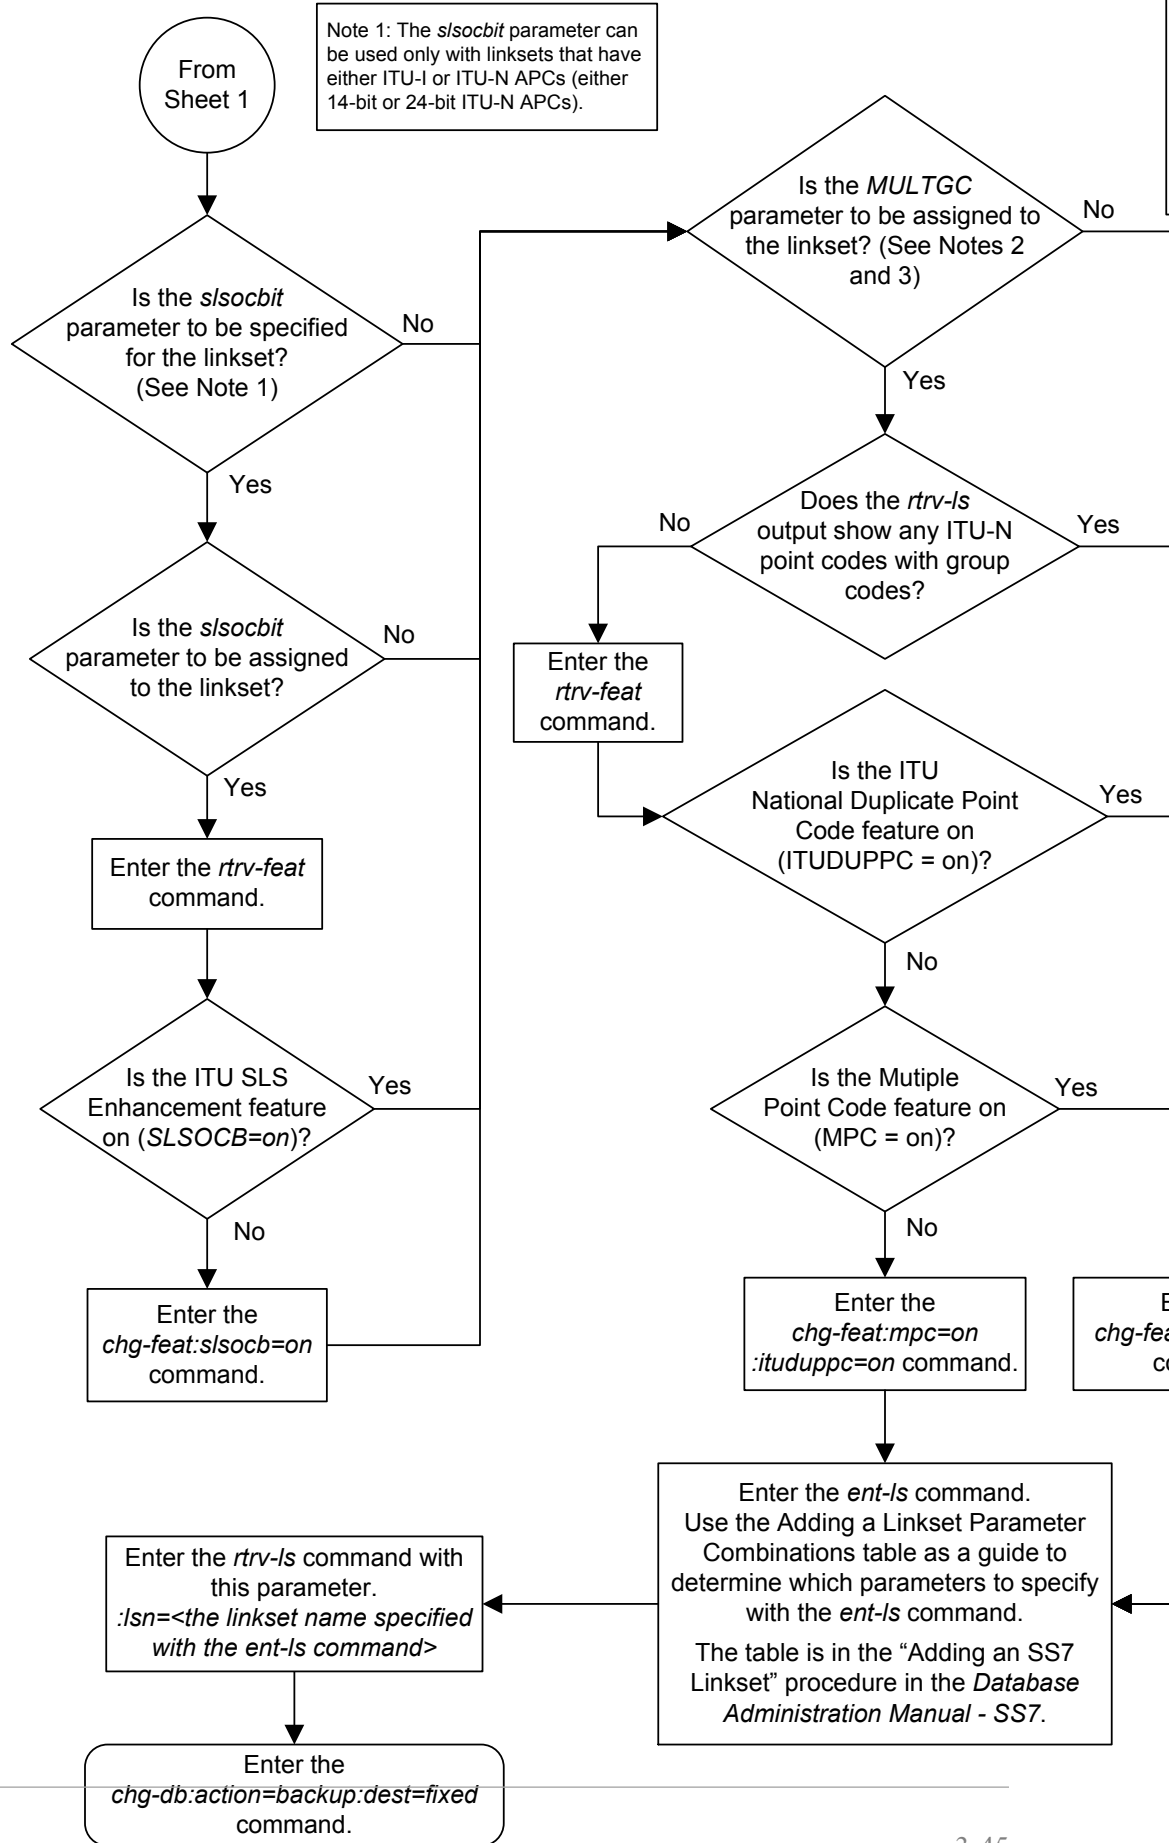 From
Sheet 1
Note 1: The slsocbit parameter can
be used only with linksets that have
either ITU-I or ITU-N APCs (either
14-bit or 24-bit ITU-N APCs).
Is the slsocbit
parameter to be specified
for the linkset?
(See Note 1)
No
Yes
Is the slsocbit
parameter to be assigned
to the linkset?
No
Yes
Enter the rtrv-feat
command.
Is the ITU SLS
Enhancement feature
on (SLSOCB=on)?
Yes
No
Enter the
chg-feat:slsocb=on
command.
Is the MULTGC
parameter to be assigned to
the linkset? (See Notes 2
and 3)
No
Yes
Does the rtrv-ls
output show any ITU-N
point codes with group
codes?
No
Yes
Enter the
rtrv-feat
command.
Is the ITU
National Duplicate Point
Code feature on
(ITUDUPPC = on)?
Yes
No
Is the Mutiple
Point Code feature on
(MPC = on)?
Yes
No
Enter the
chg-feat:mpc=on
:ituduppc=on command.
Enter the ent-ls command.
Use the Adding a Linkset Parameter
Combinations table as a guide to
determine which parameters to specify
with the ent-ls command.
The table is in the “Adding an SS7
Linkset” procedure in the Database
Administration Manual - SS7.
Enter the rtrv-ls command with
this parameter.
:lsn=<the linkset name specified
with the ent-ls command>
Enter the
chg-db:action=backup:dest=fixed
command.